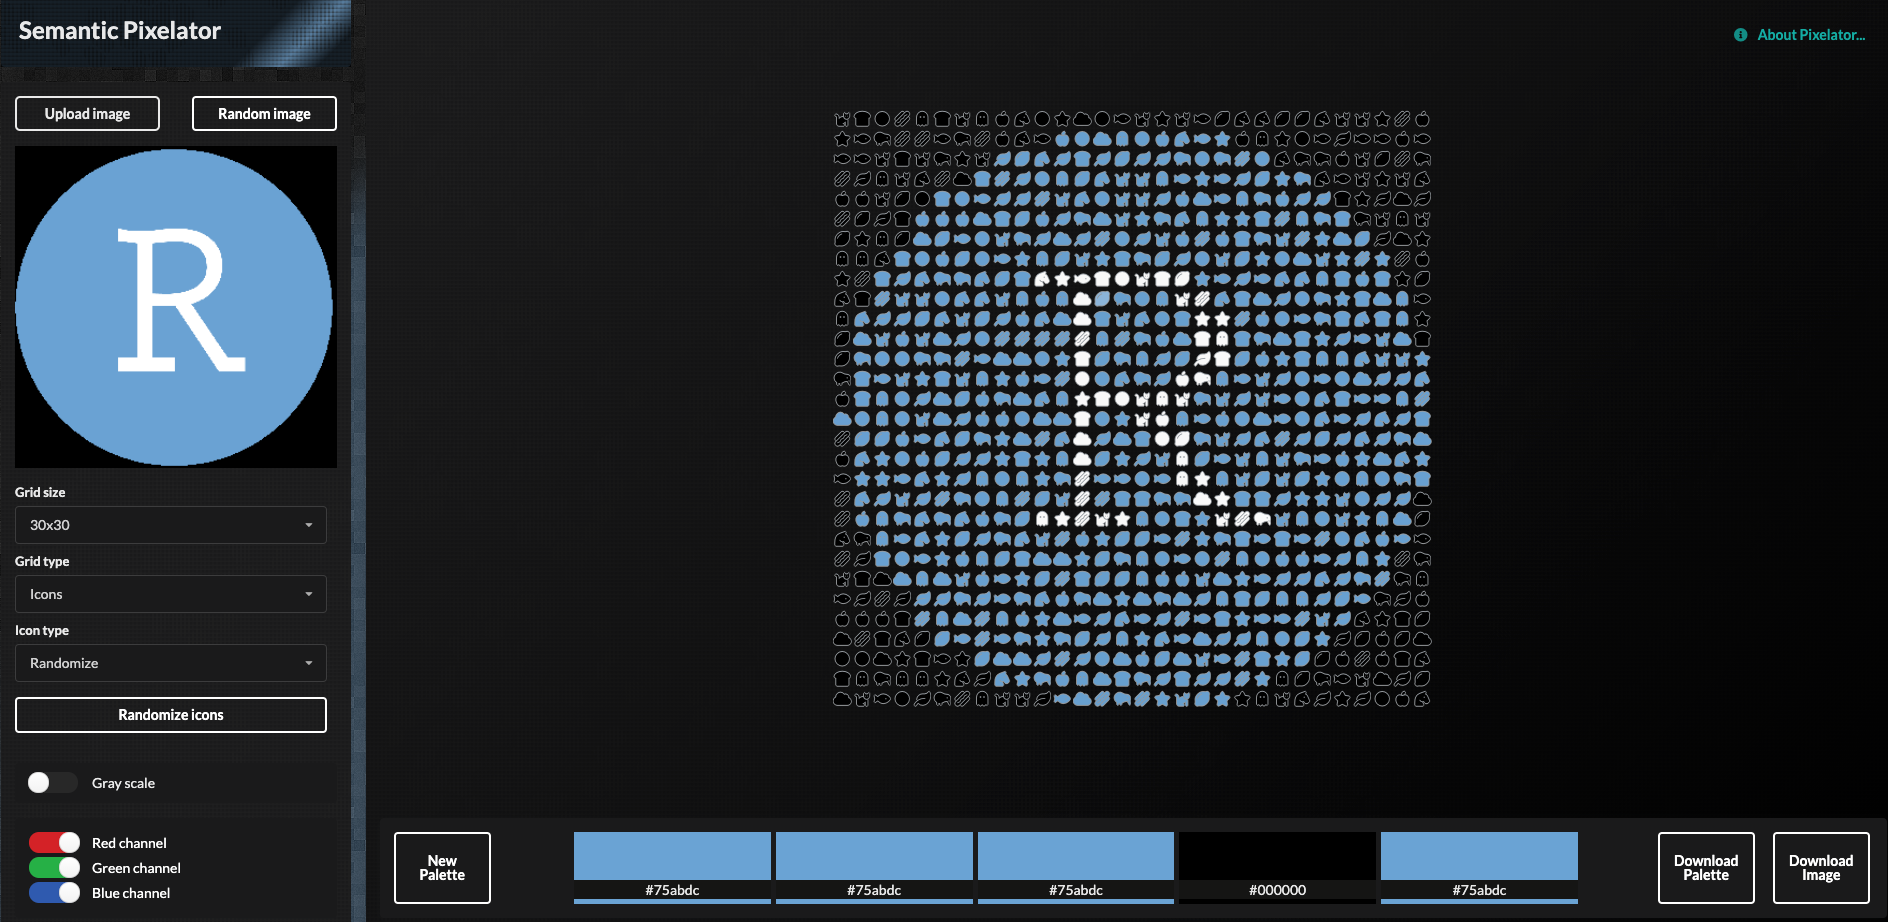 Semantic Pixelator
About Pixelator...
Upload image
Random image
R
Grid size
30x30
Grid type
Icons
Icon type
Randomize
Randomize icons
Gray scale
Red channel
Green channel
Blue channel
New
Palette
#75abdc
#75abdc
#75abdc
#000000
#75abdc
Download
Palette
Download
Image